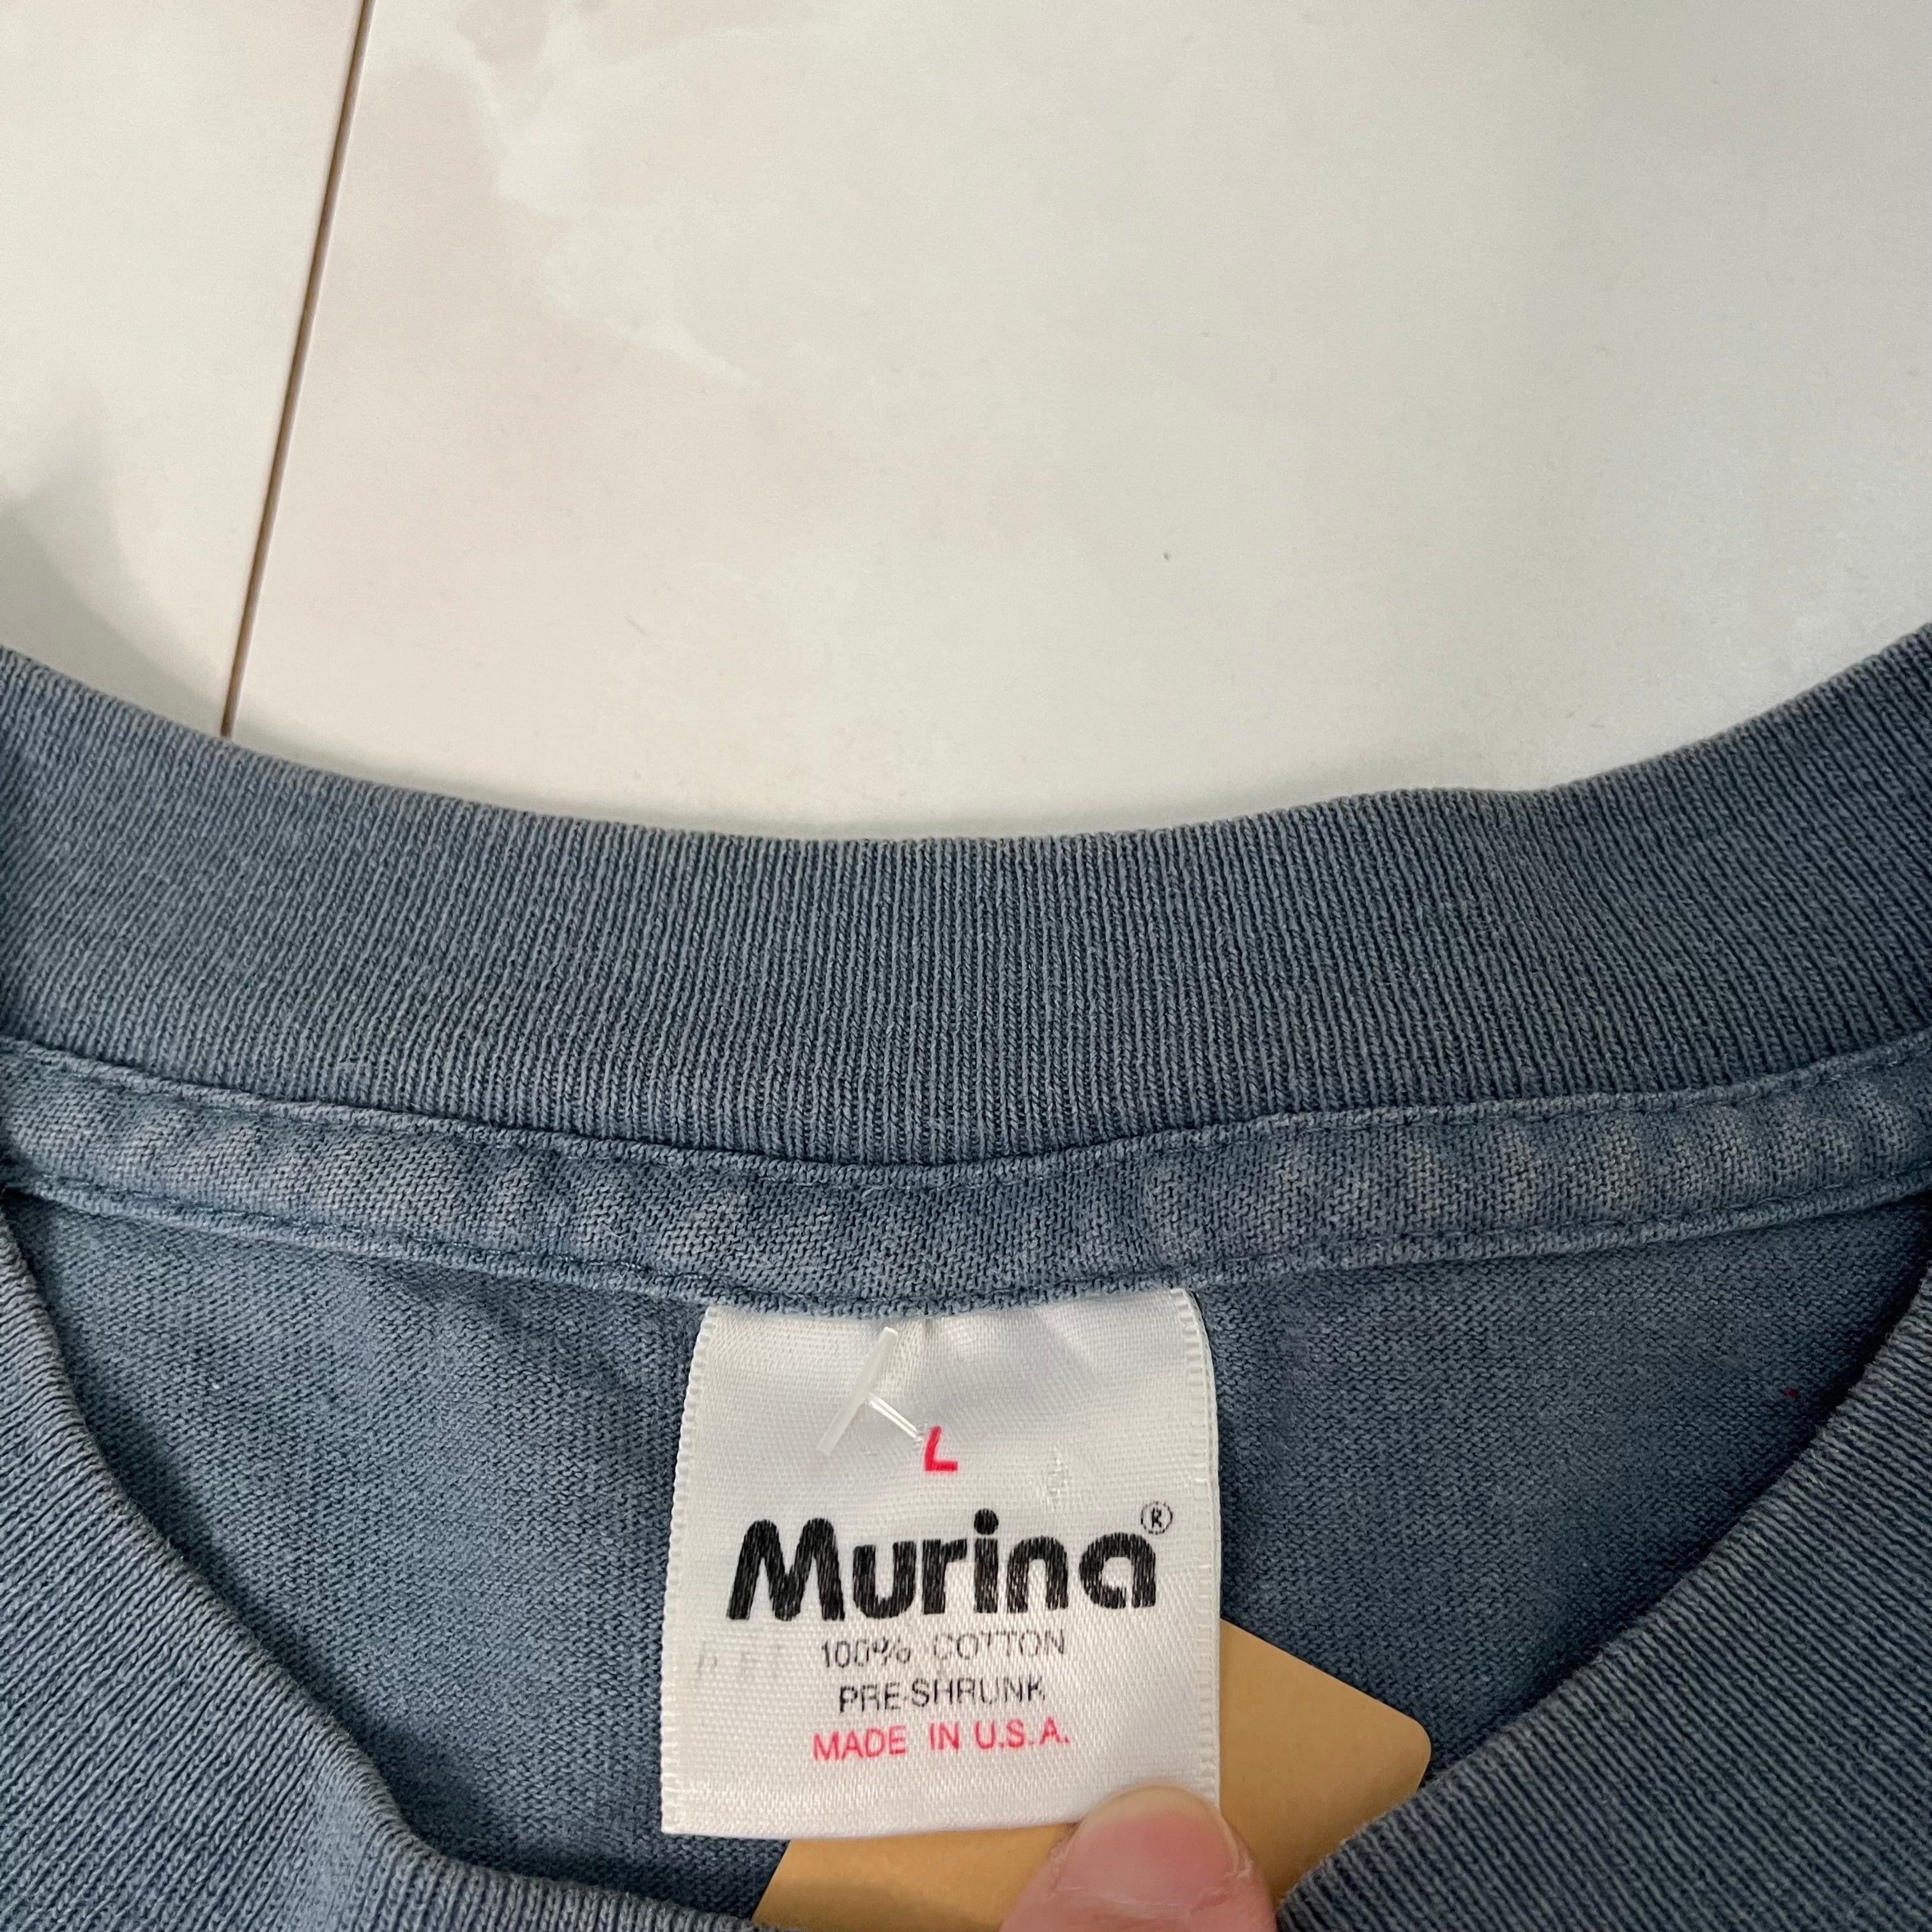 L
Murina®
100% COTTON
PRE-SHRUNK
MADE IN U.S.A.